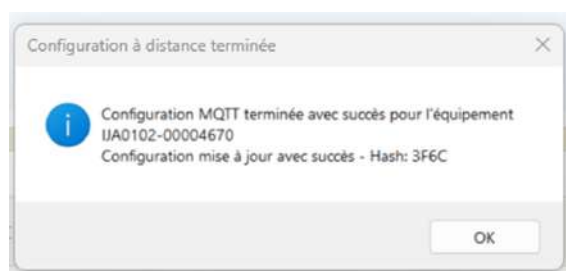 Configuration à distance terminée
Configuration MQTT terminée avec succès pour l'équipement
IJA0102-00004670
Configuration mise à jour avec succès - Hash: 3F6C
OK